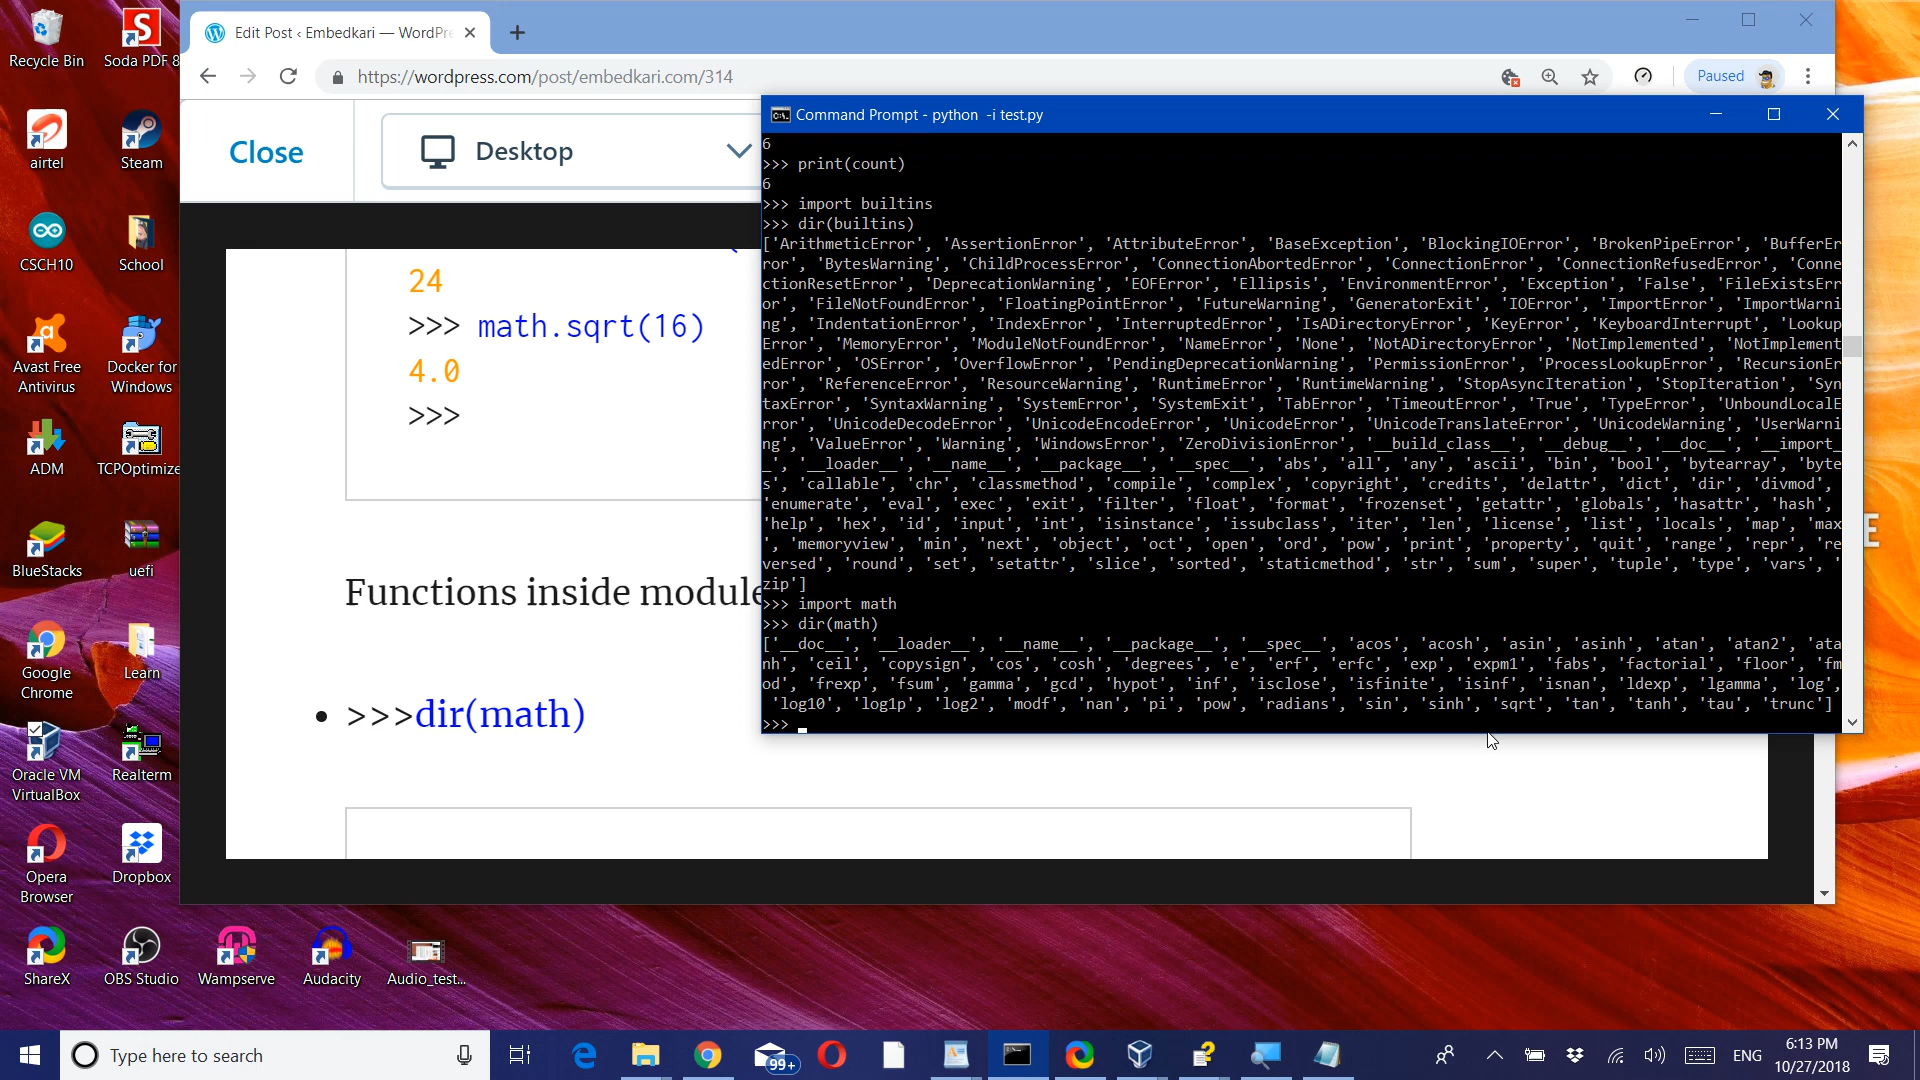 Recycle Bin
Soda PDF 8
airtel
Steam
CSCH10
School
Avast Free
Antivirus
Docker for
Windows
ADM
TCPOptimize
BlueStacks
uefi
Google
Chrome
Learn
Oracle VM
VirtualBox
Realterm
Opera
Browser
Dropbox
ShareX
OBS Studio
Wampserve
Audacity
Audio_test...
Edit Post ‹ Embedkari — WordPre
https://wordpress.com/post/embedkari.com/314
Paused
Close
Desktop
24
>>> math.sqrt(16)
4.0
>>>
Functions inside module
>>>dir(math)
Command Prompt - python  -i test.py
6
>>> print(count)
6
>>> import builtins
>>> dir(builtins)
['ArithmeticError', 'AssertionError', 'AttributeError', 'BaseException', 'BlockingIOError', 'BrokenPipeError', 'BufferEr
ror', 'BytesWarning', 'ChildProcessError', 'ConnectionAbortedError', 'ConnectionError', 'ConnectionRefusedError', 'Conne
ctionResetError', 'DeprecationWarning', 'EOFError', 'Ellipsis', 'EnvironmentError', 'Exception', 'False', 'FileExistsErr
or', 'FileNotFoundError', 'FloatingPointError', 'FutureWarning', 'GeneratorExit', 'IOError', 'ImportError', 'ImportWarni
ng', 'IndentationError', 'IndexError', 'InterruptedError', 'IsADirectoryError', 'KeyError', 'KeyboardInterrupt', 'Lookup
Error', 'MemoryError', 'ModuleNotFoundError', 'NameError', 'None', 'NotADirectoryError', 'NotImplemented', 'NotImplement
edError', 'OSError', 'OverflowError', 'PendingDeprecationWarning', 'PermissionError', 'ProcessLookupError', 'RecursionEr
ror', 'ReferenceError', 'ResourceWarning', 'RuntimeError', 'RuntimeWarning', 'StopAsyncIteration', 'StopIteration', 'Syn
taxError', 'SyntaxWarning', 'SystemError', 'SystemExit', 'TabError', 'TimeoutError', 'True', 'TypeError', 'UnboundLocalE
rror', 'UnicodeDecodeError', 'UnicodeEncodeError', 'UnicodeError', 'UnicodeTranslateError', 'UnicodeWarning', 'UserWarni
ng', 'ValueError', 'Warning', 'WindowsError', 'ZeroDivisionError', '__build_class__', '__debug__', '__doc__', '__import_
_', '__loader__', '__name__', '__package__', '__spec__', 'abs', 'all', 'any', 'ascii', 'bin', 'bool', 'bytearray', 'byte
s', 'callable', 'chr', 'classmethod', 'compile', 'complex', 'copyright', 'credits', 'delattr', 'dict', 'dir', 'divmod',
'enumerate', 'eval', 'exec', 'exit', 'filter', 'float', 'format', 'frozenset', 'getattr', 'globals', 'hasattr', 'hash',
'help', 'hex', 'id', 'input', 'int', 'isinstance', 'issubclass', 'iter', 'len', 'license', 'list', 'locals', 'map', 'max
', 'memoryview', 'min', 'next', 'object', 'oct', 'open', 'ord', 'pow', 'print', 'property', 'quit', 'range', 'repr', 're
versed', 'round', 'set', 'setattr', 'slice', 'sorted', 'staticmethod', 'str', 'sum', 'super', 'tuple', 'type', 'vars', '
zip']
>>> import math
>>> dir(math)
['__doc__', '__loader__', '__name__', '__package__', '__spec__', 'acos', 'acosh', 'asin', 'asinh', 'atan', 'atan2', 'ata
nh', 'ceil', 'copysign', 'cos', 'cosh', 'degrees', 'e', 'erf', 'erfc', 'exp', 'expm1', 'fabs', 'factorial', 'floor', 'fm
od', 'frexp', 'fsum', 'gamma', 'gcd', 'hypot', 'inf', 'isclose', 'isfinite', 'isinf', 'isnan', 'ldexp', 'lgamma', 'log',
'log10', 'log1p', 'log2', 'modf', 'nan', 'pi', 'pow', 'radians', 'sin', 'sinh', 'sqrt', 'tan', 'tanh', 'tau', 'trunc']
>>>
E
Type here to search
99+
ENG
6:13 PM
10/27/2018